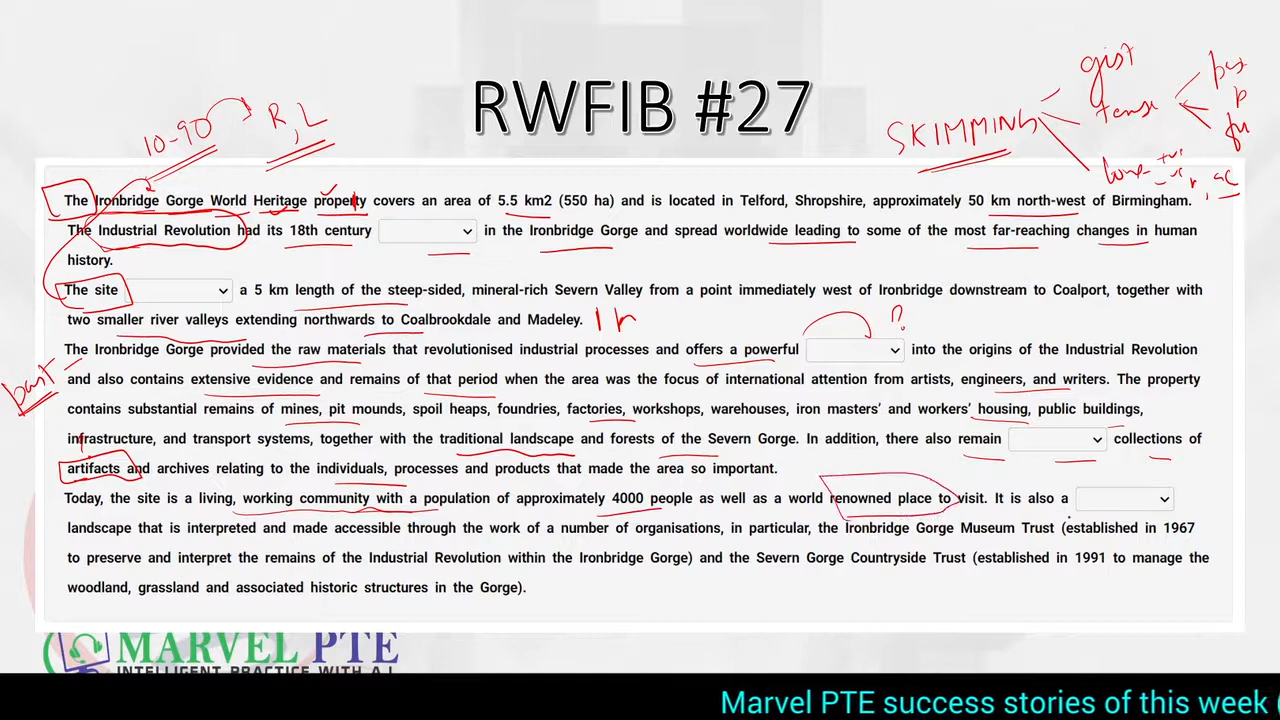 RWFIB #27
10-90
R, L
SKIMMING
gist
tense
The Ironbridge Gorge World Heritage property covers an area of 5.5 km2 (550 ha) and is located in Telford, Shropshire, approximately 50 km north-west of Birmingham.
The Industrial Revolution had its 18th century in the Ironbridge Gorge and spread worldwide leading to some of the most far-reaching changes in human
history.
The site a 5 km length of the steep-sided, mineral-rich Severn Valley from a point immediately west of Ironbridge downstream to Coalport, together with
two smaller river valleys extending northwards to Coalbrookdale and Madeley.
?
The Ironbridge Gorge provided the raw materials that revolutionised industrial processes and offers a powerful into the origins of the Industrial Revolution
and also contains extensive evidence and remains of that period when the area was the focus of international attention from artists, engineers, and writers. The property
contains substantial remains of mines, pit mounds, spoil heaps, foundries, factories, workshops, warehouses, iron masters' and workers' housing, public buildings,
infrastructure, and transport systems, together with the traditional landscape and forests of the Severn Gorge. In addition, there also remain collections of
artifacts and archives relating to the individuals, processes and products that made the area so important.
Today, the site is a living, working community with a population of approximately 4000 people as well as a world renowned place to visit. It is also a
landscape that is interpreted and made accessible through the work of a number of organisations, in particular, the Ironbridge Gorge Museum Trust (established in 1967
to preserve and interpret the remains of the Industrial Revolution within the Ironbridge Gorge) and the Severn Gorge Countryside Trust (established in 1991 to manage the
woodland, grassland and associated historic structures in the Gorge).
MARVEL PTE
INTELLIGENT PRACTICE WITH A.I
Marvel PTE success stories of this week (